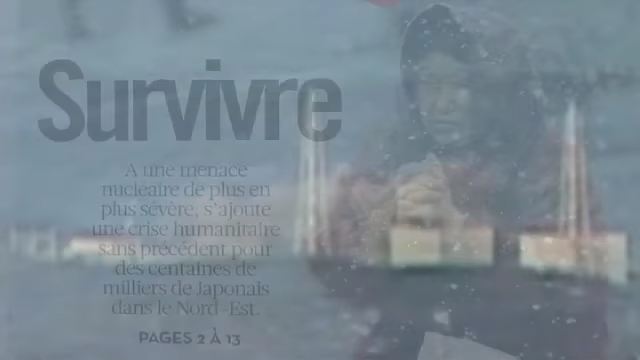 Survivre
A une menace
nucléaire de plus en
plus sévère, s'ajoute
une crise humanitaire
sans précédent pour
des centaines de
milliers de Japonais
dans le Nord-Est.
PAGES 2 À 13